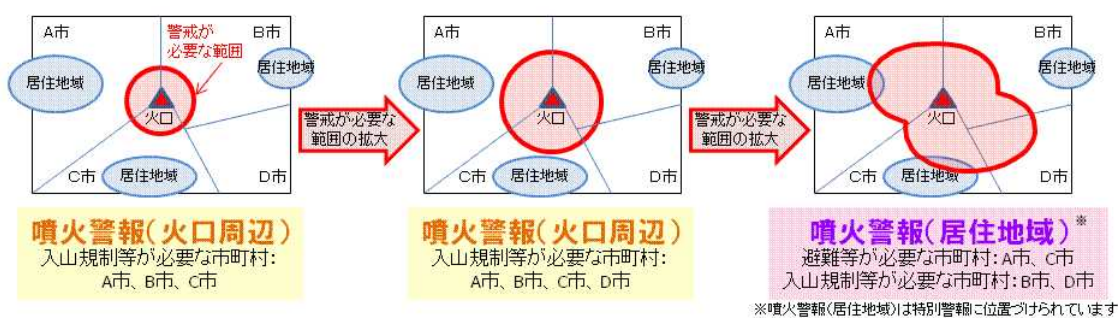 A市
警戒が
必要な範囲
B市
居住地域
居住地域
火口
C市
居住地域
D市
噴火警報(火口周辺)
入山規制等が必要な市町村:
A市、B市、C市
警戒が必要な
範囲の拡大
A市
B市
居住地域
居住地域
火口
C市
居住地域
D市
噴火警報(火口周辺)
入山規制等が必要な市町村:
A市、B市、C市、D市
警戒が必要な
範囲の拡大
A市
B市
居住地域
居住地域
火口
C市
居住地域
D市
噴火警報(居住地域)※
避難等が必要な市町村:A市、C市
入山規制等が必要な市町村:B市、D市
※噴火警報(居住地域)は特別警報に位置づけられています